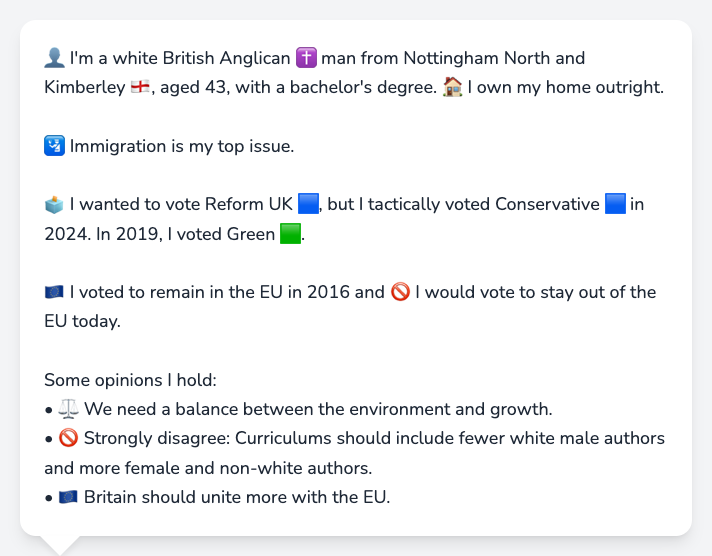 👤 I'm a white British Anglican ✝️ man from Nottingham North and
Kimberley 🏴󠁧󠁢󠁥󠁮󠁧󠁿, aged 43, with a bachelor's degree. 🏠 I own my home outright.
🛂 Immigration is my top issue.
🗳️ I wanted to vote Reform UK 🟦, but I tactically voted Conservative 🟦 in
2024. In 2019, I voted Green 🟩.
🇪🇺 I voted to remain in the EU in 2016 and 🚫 I would vote to stay out of the
EU today.
Some opinions I hold:
• ⚖️ We need a balance between the environment and growth.
• 🚫 Strongly disagree: Curriculums should include fewer white male authors
and more female and non-white authors.
• 🇪🇺 Britain should unite more with the EU.